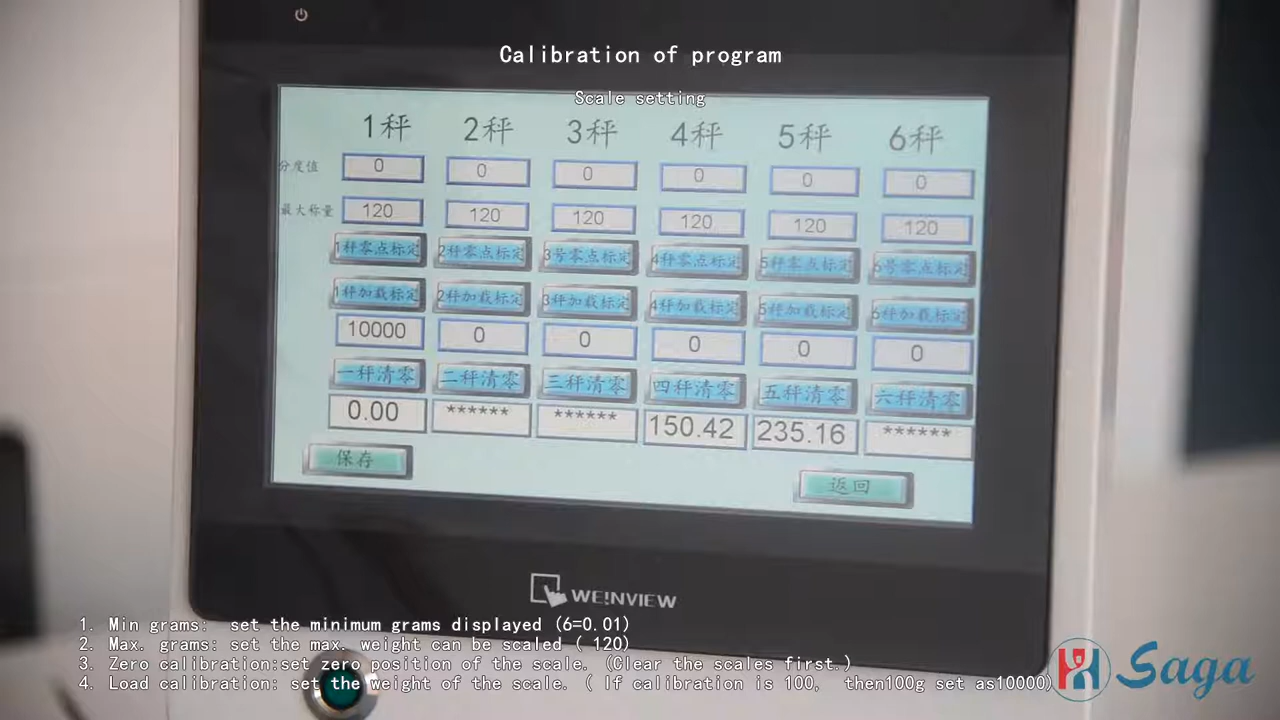 Calibration of program
Scale setting
1秤 2秤 3秤 4秤 5秤 6秤
分度值 0 0 0 0 0 0
最大称量 120 120 120 120 120 120
1秤零点标定 2秤零点标定 3号零点标定 4秤零点标定 5秤零点标定 6号零点标定
1秤加载标定 2秤加载标定 3秤加载标定 4秤加载标定 5秤加载标定 6秤加载标定
10000 0 0 0 0 0
一秤清零 二秤清零 三秤清零 四秤清零 五秤清零 六秤清零
0.00 ****** ****** 150.42 235.16 ******
保存 返回
WE!NVIEW
1. Min grams: set the minimum grams displayed (6=0.01)
2. Max. grams: set the max. weight can be scaled ( 120)
3. Zero calibration:set zero position of the scale. (Clear the scales first.)
4. Load calibration: set the weight of the scale. ( If calibration is 100, then100g set as10000)
Saga